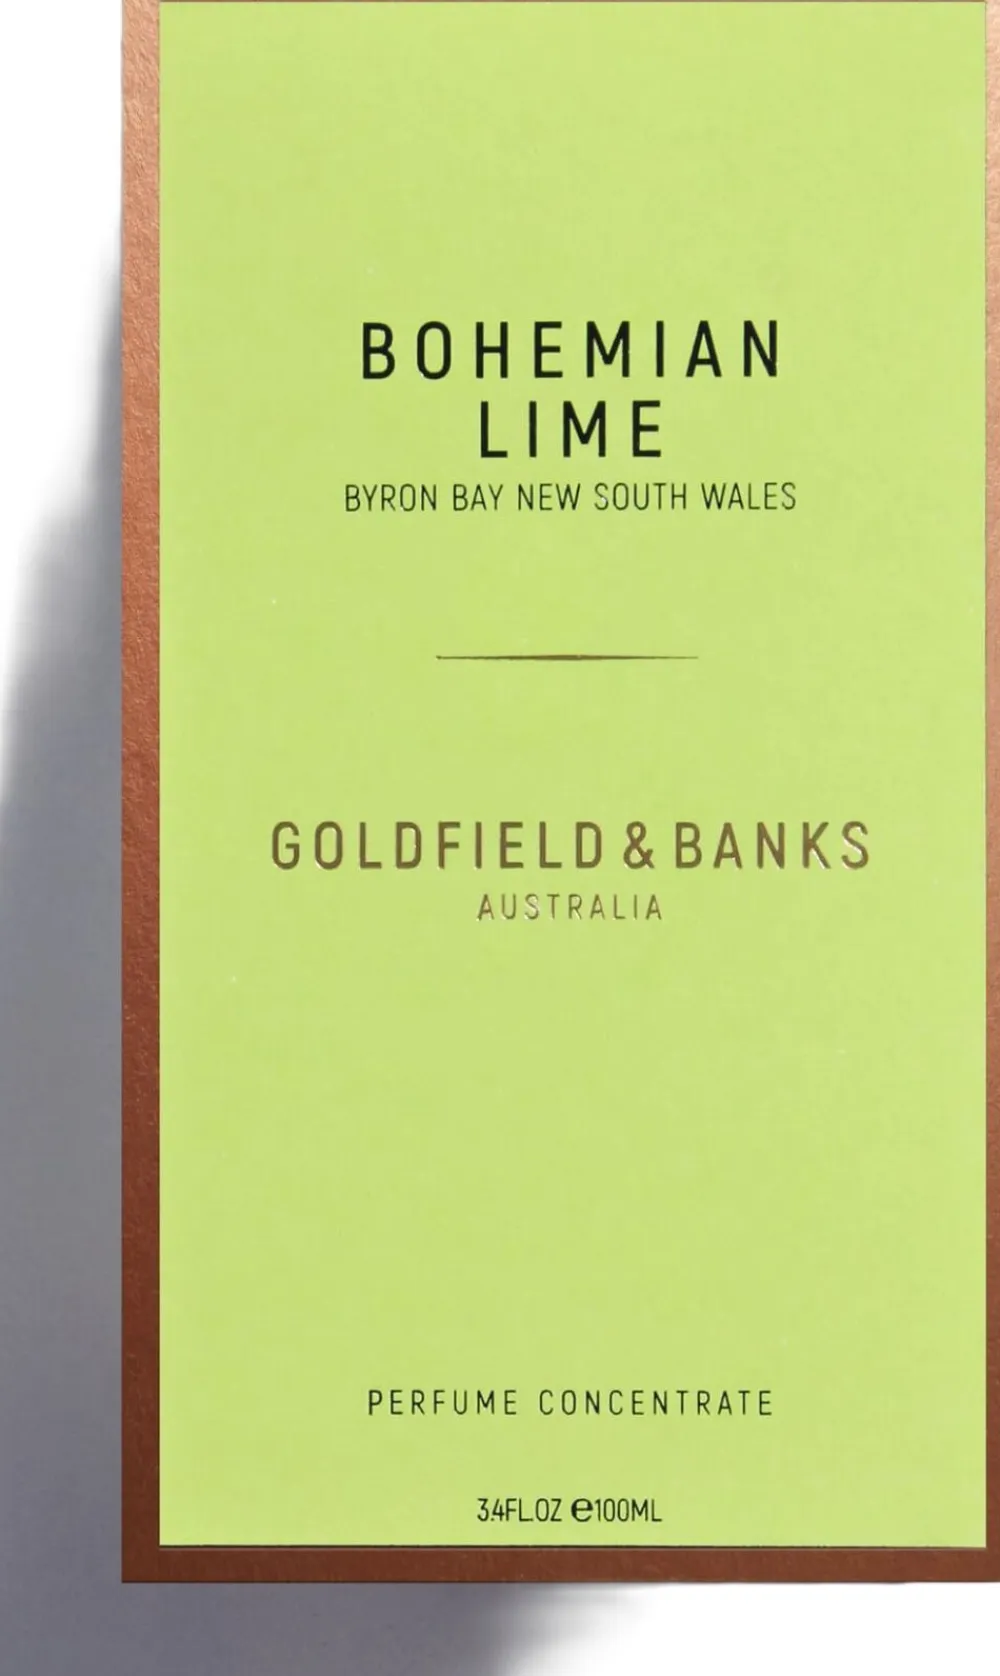 BOHEMIAN
LIME
BYRON BAY NEW SOUTH WALES
GOLDFIELD & BANKS
AUSTRALIA
PERFUME CONCENTRATE
3.4FL.OZ ℮100ML